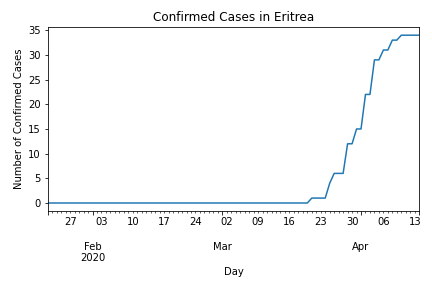 Confirmed Cases in Eritrea
Number of Confirmed Cases
35
30
25
20
15
10
5
0
27 03 10 17 24 02 09 16 23 30 06 13
Feb Mar Apr
2020
Day